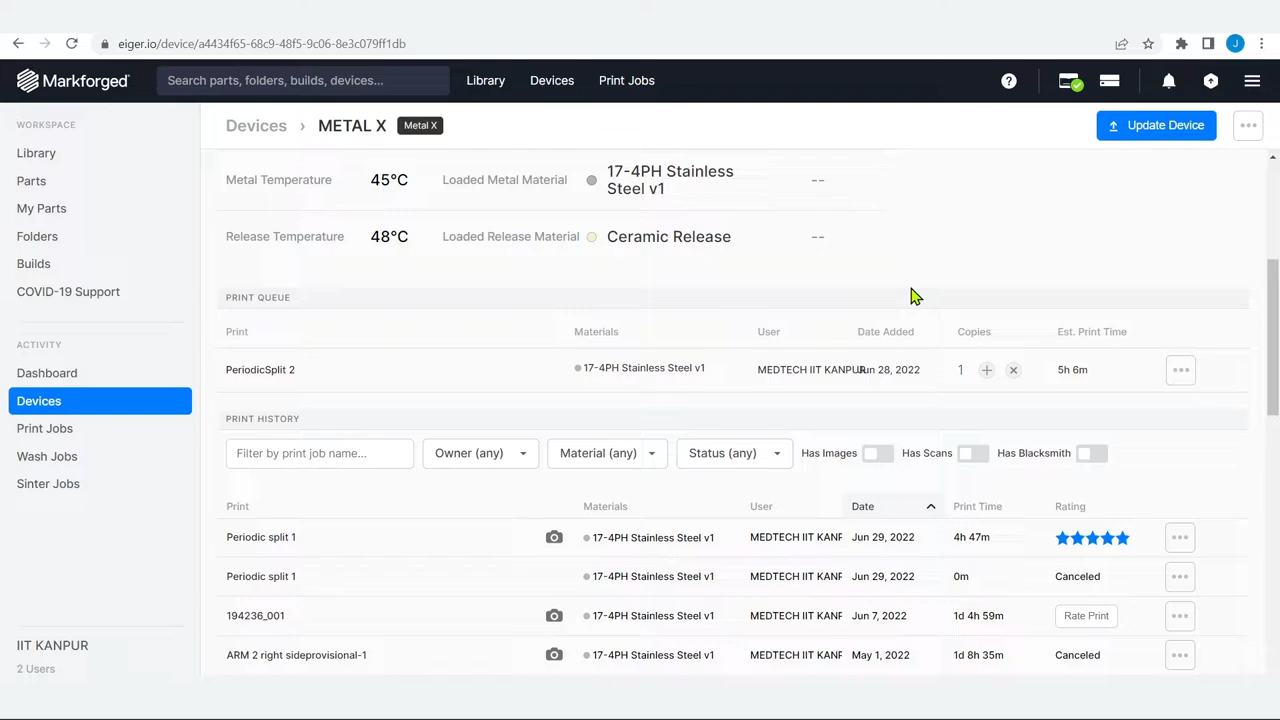 eiger.io/device/a4434f65-68c9-48f5-9c06-8e3c079ff1db
J
Markforged
Search parts, folders, builds, devices...
Library
Devices
Print Jobs
WORKSPACE
Library
Parts
My Parts
Folders
Builds
COVID-19 Support
ACTIVITY
Dashboard
Devices
Print Jobs
Wash Jobs
Sinter Jobs
IIT KANPUR
2 Users
Devices › METAL X Metal X
Update Device
Metal Temperature 45°C Loaded Metal Material 17-4PH Stainless
Steel v1 --
Release Temperature 48°C Loaded Release Material Ceramic Release --
PRINT QUEUE
Print Materials User Date Added Copies Est. Print Time
PeriodicSplit 2 17-4PH Stainless Steel v1 MEDTECH IIT KANPUR Jun 28, 2022 1 5h 6m
PRINT HISTORY
Filter by print job name... Owner (any) Material (any) Status (any) Has Images Has Scans Has Blacksmith
Print Materials User Date Print Time Rating
Periodic split 1 17-4PH Stainless Steel v1 MEDTECH IIT KANP Jun 29, 2022 4h 47m
Periodic split 1 17-4PH Stainless Steel v1 MEDTECH IIT KANP Jun 29, 2022 0m Canceled
194236_001 17-4PH Stainless Steel v1 MEDTECH IIT KANP Jun 7, 2022 1d 4h 59m Rate Print
ARM 2 right sideprovisional-1 17-4PH Stainless Steel v1 MEDTECH IIT KANP May 1, 2022 1d 8h 35m Canceled